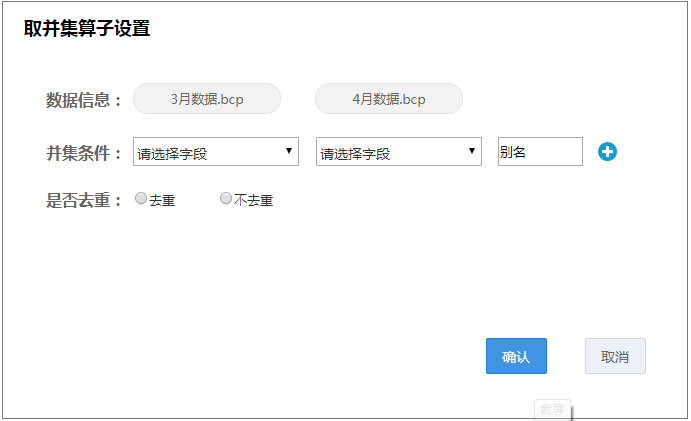 取并集算子设置
数据信息： 3月数据.bcp 4月数据.bcp
并集条件： 请选择字段 请选择字段 别名
是否去重： 去重 不去重
确认 取消
截屏